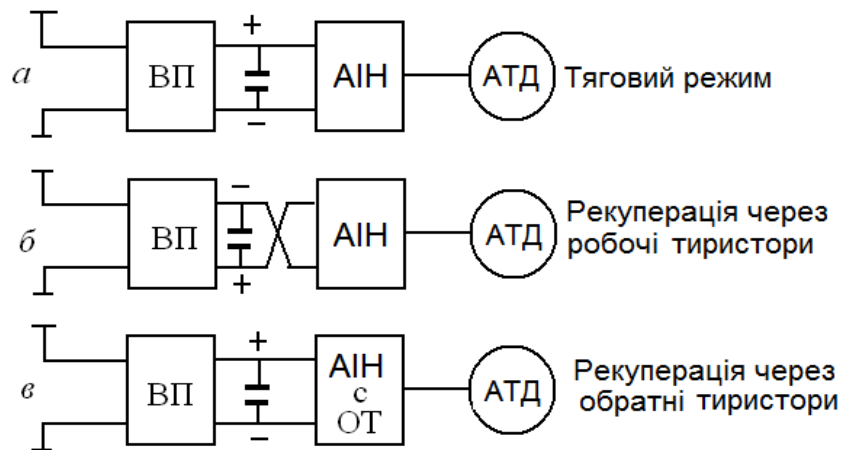 а
ВП
+
−
АІН
АТД
Тяговий режим
б
ВП
−
+
АІН
АТД
Рекуперація через
робочі тиристори
в
ВП
+
−
АІН
с
ОТ
АТД
Рекуперація через
обратні тиристори